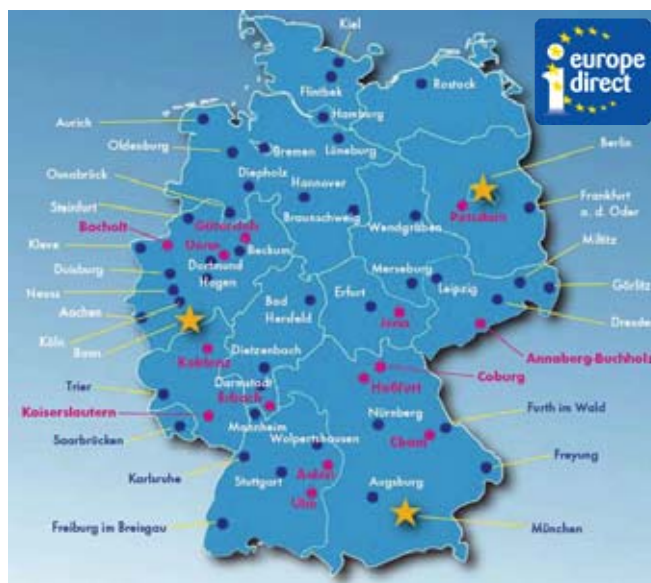 europe
direct
Kiel
Flintbek
Rostock
Aurich
Hamburg
Oldenburg
Bremen
Lüneburg
Berlin
Osnabrück
Diepholz
Hannover
Steinfurt
Gütersloh
Braunschweig
Wendgräben
Potsdam
Frankfurt
a. d. Oder
Bocholt
Unna
Beckum
Kleve
Dortmund
Merseburg
Miltitz
Duisburg
Hagen
Bad
Hersfeld
Erfurt
Leipzig
Görlitz
Neuss
Aachen
Jena
Dresden
Köln
Bonn
Koblenz
Dietzenbach
Annaberg-Buchholz
Coburg
Trier
Darmstadt
Haßfurt
Erbach
Kaiserslautern
Mannheim
Nürnberg
Furth im Wald
Saarbrücken
Wolpertshausen
Cham
Karlsruhe
Stuttgart
Aalen
Freyung
Ulm
Augsburg
Freiburg im Breisgau
München